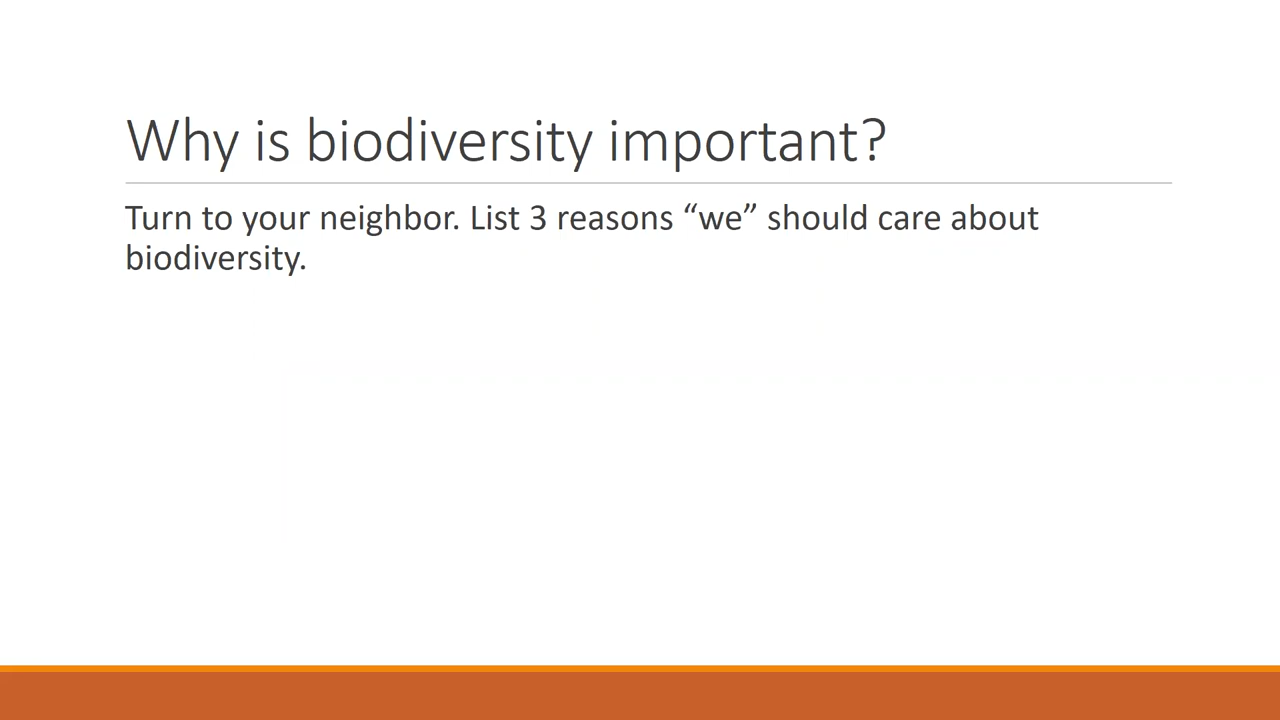 Why is biodiversity important?
Turn to your neighbor. List 3 reasons “we” should care about
biodiversity.